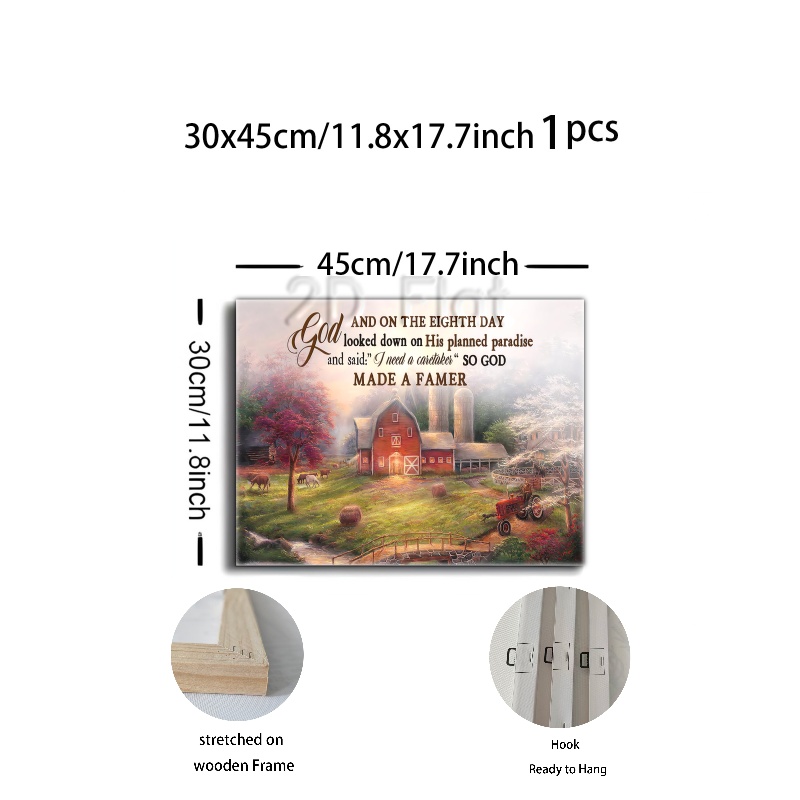 30x45cm/11.8x17.7inch 1pcs
45cm/17.7inch
2D Flat
30cm/11.8inch
God AND ON THE EIGHTH DAY
looked down on His planned paradise
and said:" I need a caretaker" SO GOD
MADE A FAMER
stretched on
wooden Frame
Hook
Ready to Hang